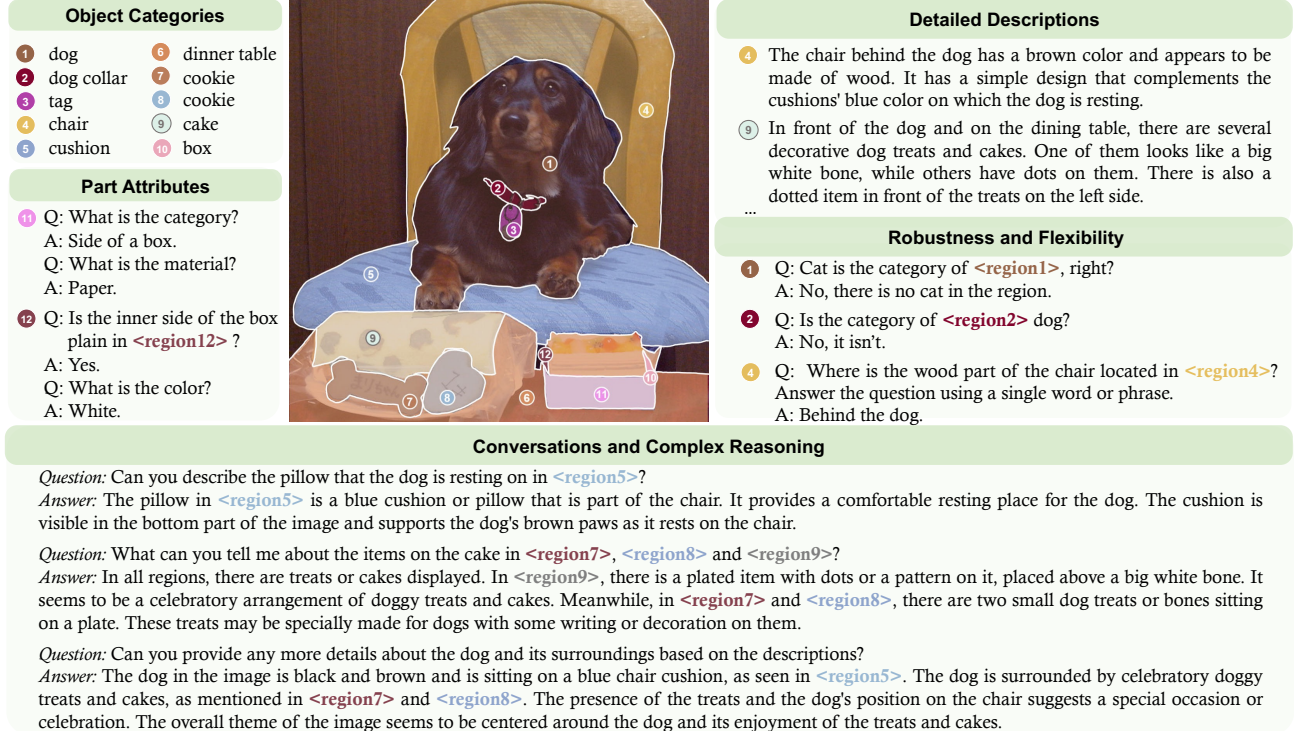 Object Categories
1 dog
2 dog collar
3 tag
4 chair
5 cushion
6 dinner table
7 cookie
8 cookie
9 cake
10 box
Part Attributes
11 Q: What is the category?
A: Side of a box.
Q: What is the material?
A: Paper.
12 Q: Is the inner side of the box
plain in <region12> ?
A: Yes.
Q: What is the color?
A: White.
1
2
3
4
5
9
12
10
7
8
6
11
Detailed Descriptions
4 The chair behind the dog has a brown color and appears to be
made of wood. It has a simple design that complements the
cushions' blue color on which the dog is resting.
9 In front of the dog and on the dining table, there are several
decorative dog treats and cakes. One of them looks like a big
white bone, while others have dots on them. There is also a
dotted item in front of the treats on the left side.
...
Robustness and Flexibility
1 Q: Cat is the category of <region1>, right?
A: No, there is no cat in the region.
2 Q: Is the category of <region2> dog?
A: No, it isn't.
4 Q: Where is the wood part of the chair located in <region4>?
Answer the question using a single word or phrase.
A: Behind the dog.
Conversations and Complex Reasoning
Question: Can you describe the pillow that the dog is resting on in <region5>?
Answer: The pillow in <region5> is a blue cushion or pillow that is part of the chair. It provides a comfortable resting place for the dog. The cushion is
visible in the bottom part of the image and supports the dog's brown paws as it rests on the chair.
Question: What can you tell me about the items on the cake in <region7>, <region8> and <region9>?
Answer: In all regions, there are treats or cakes displayed. In <region9>, there is a plated item with dots or a pattern on it, placed above a big white bone. It
seems to be a celebratory arrangement of doggy treats and cakes. Meanwhile, in <region7> and <region8>, there are two small dog treats or bones sitting
on a plate. These treats may be specially made for dogs with some writing or decoration on them.
Question: Can you provide any more details about the dog and its surroundings based on the descriptions?
Answer: The dog in the image is black and brown and is sitting on a blue chair cushion, as seen in <region5>. The dog is surrounded by celebratory doggy
treats and cakes, as mentioned in <region7> and <region8>. The presence of the treats and the dog's position on the chair suggests a special occasion or
celebration. The overall theme of the image seems to be centered around the dog and its enjoyment of the treats and cakes.